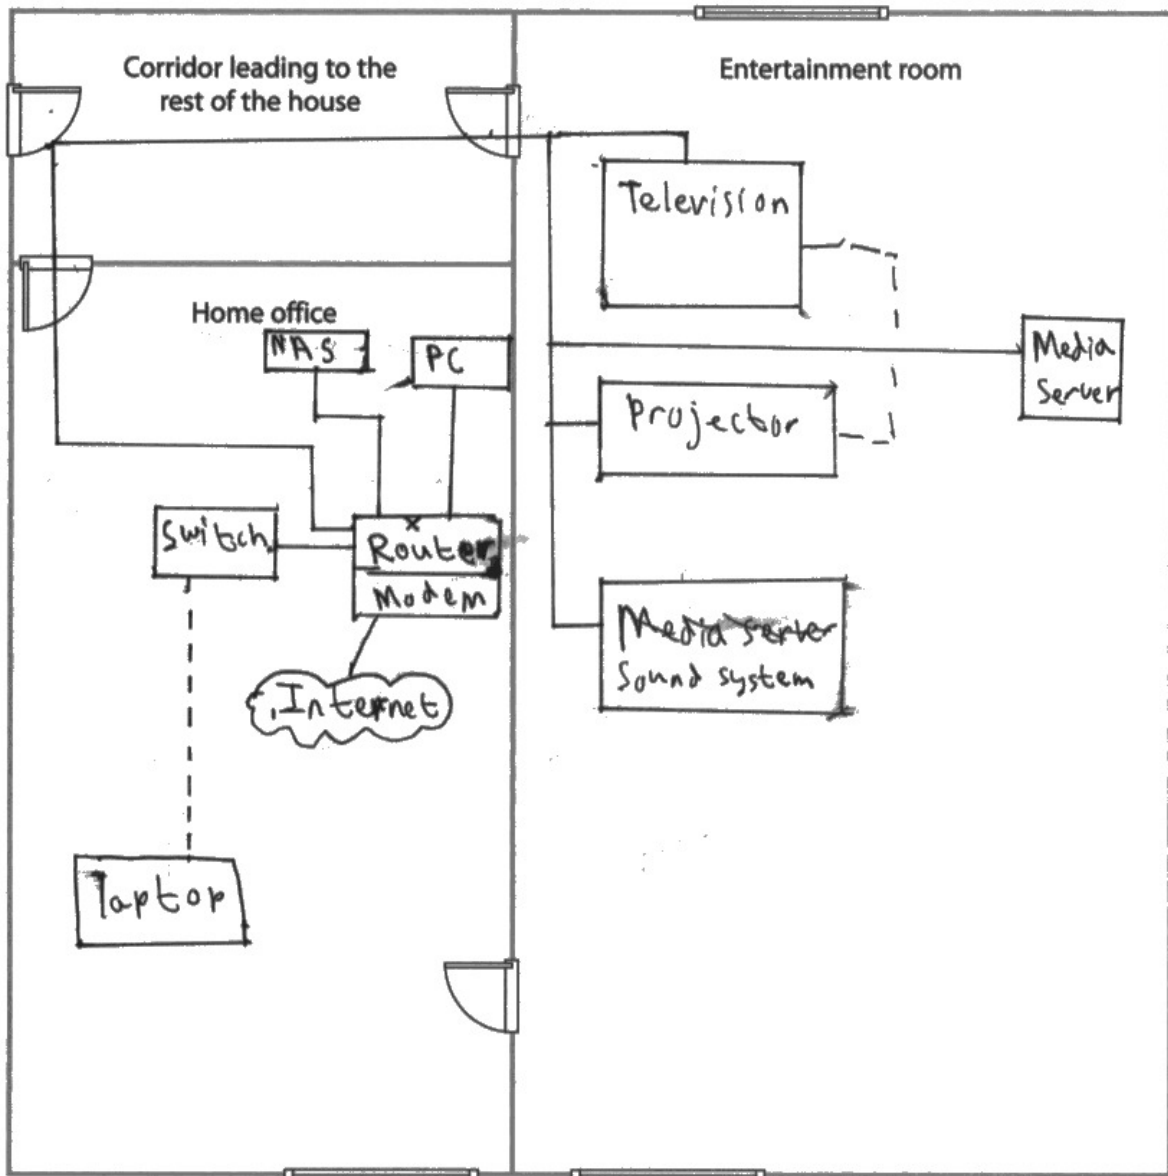 Corridor leading to the
rest of the house
Entertainment room
Television
Home office
NAS
PC
Media
Server
Projector
Switch
Router
Modem
Media server
Sound system
Internet
laptop